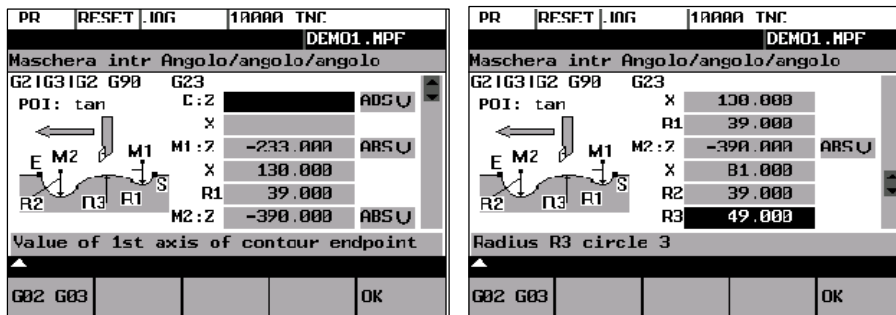 PR RESET JOG 10000 INC
DEMO1.MPF
Maschera intr Angolo/angolo/angolo
G2|G3|G2 G90 G23
POI: tan
E:Z ABS U
X
M1:Z -233.000 ABS U
X 130.000
R1 39.000
M2:Z -390.000 ABS U
E M2 M1 S
R2 R3 R1
Value of 1st axis of contour endpoint
G02 G03 OK
PR RESET JOG 10000 INC
DEMO1.MPF
Maschera intr Angolo/angolo/angolo
G2|G3|G2 G90 G23
POI: tan
X 130.000
R1 39.000
M2:Z -390.000 ABS U
X 81.000
R2 39.000
R3 49.000
E M2 M1 S
R2 R3 R1
Radius R3 circle 3
G02 G03 OK